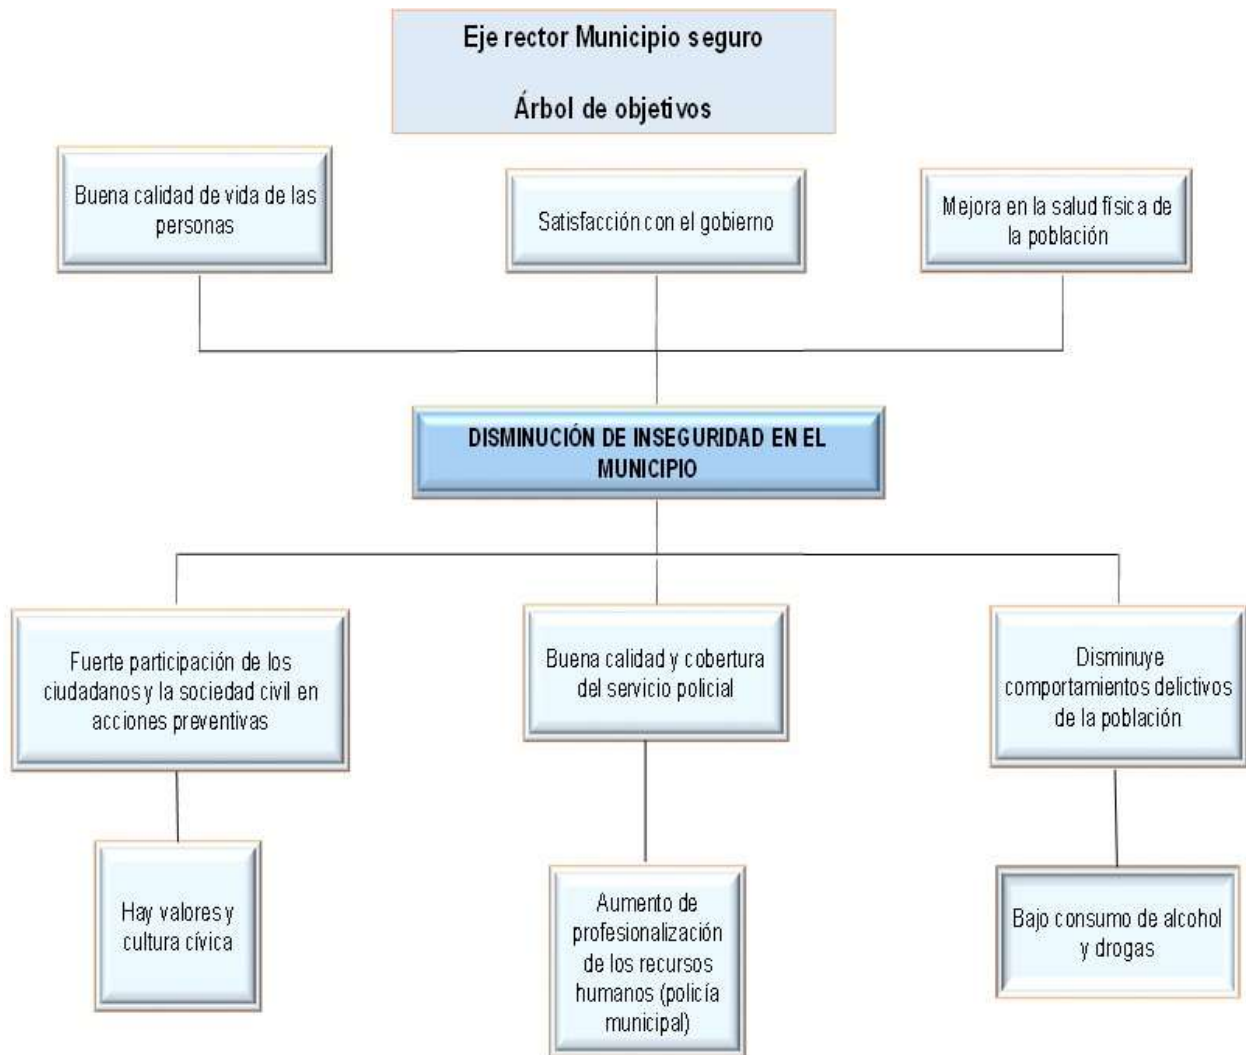 Eje rector Municipio seguro
Árbol de objetivos
Buena calidad de vida de las
personas
Satisfacción con el gobierno
Mejora en la salud física de
la población
DISMINUCIÓN DE INSEGURIDAD EN EL
MUNICIPIO
Fuerte participación de los
ciudadanos y la sociedad civil en
acciones preventivas
Buena calidad y cobertura
del servicio policial
Disminuye
comportamientos delictivos
de la población
Hay valores y
cultura cívica
Aumento de
profesionalización
de los recursos
humanos (policía
municipal)
Bajo consumo de alcohol
y drogas